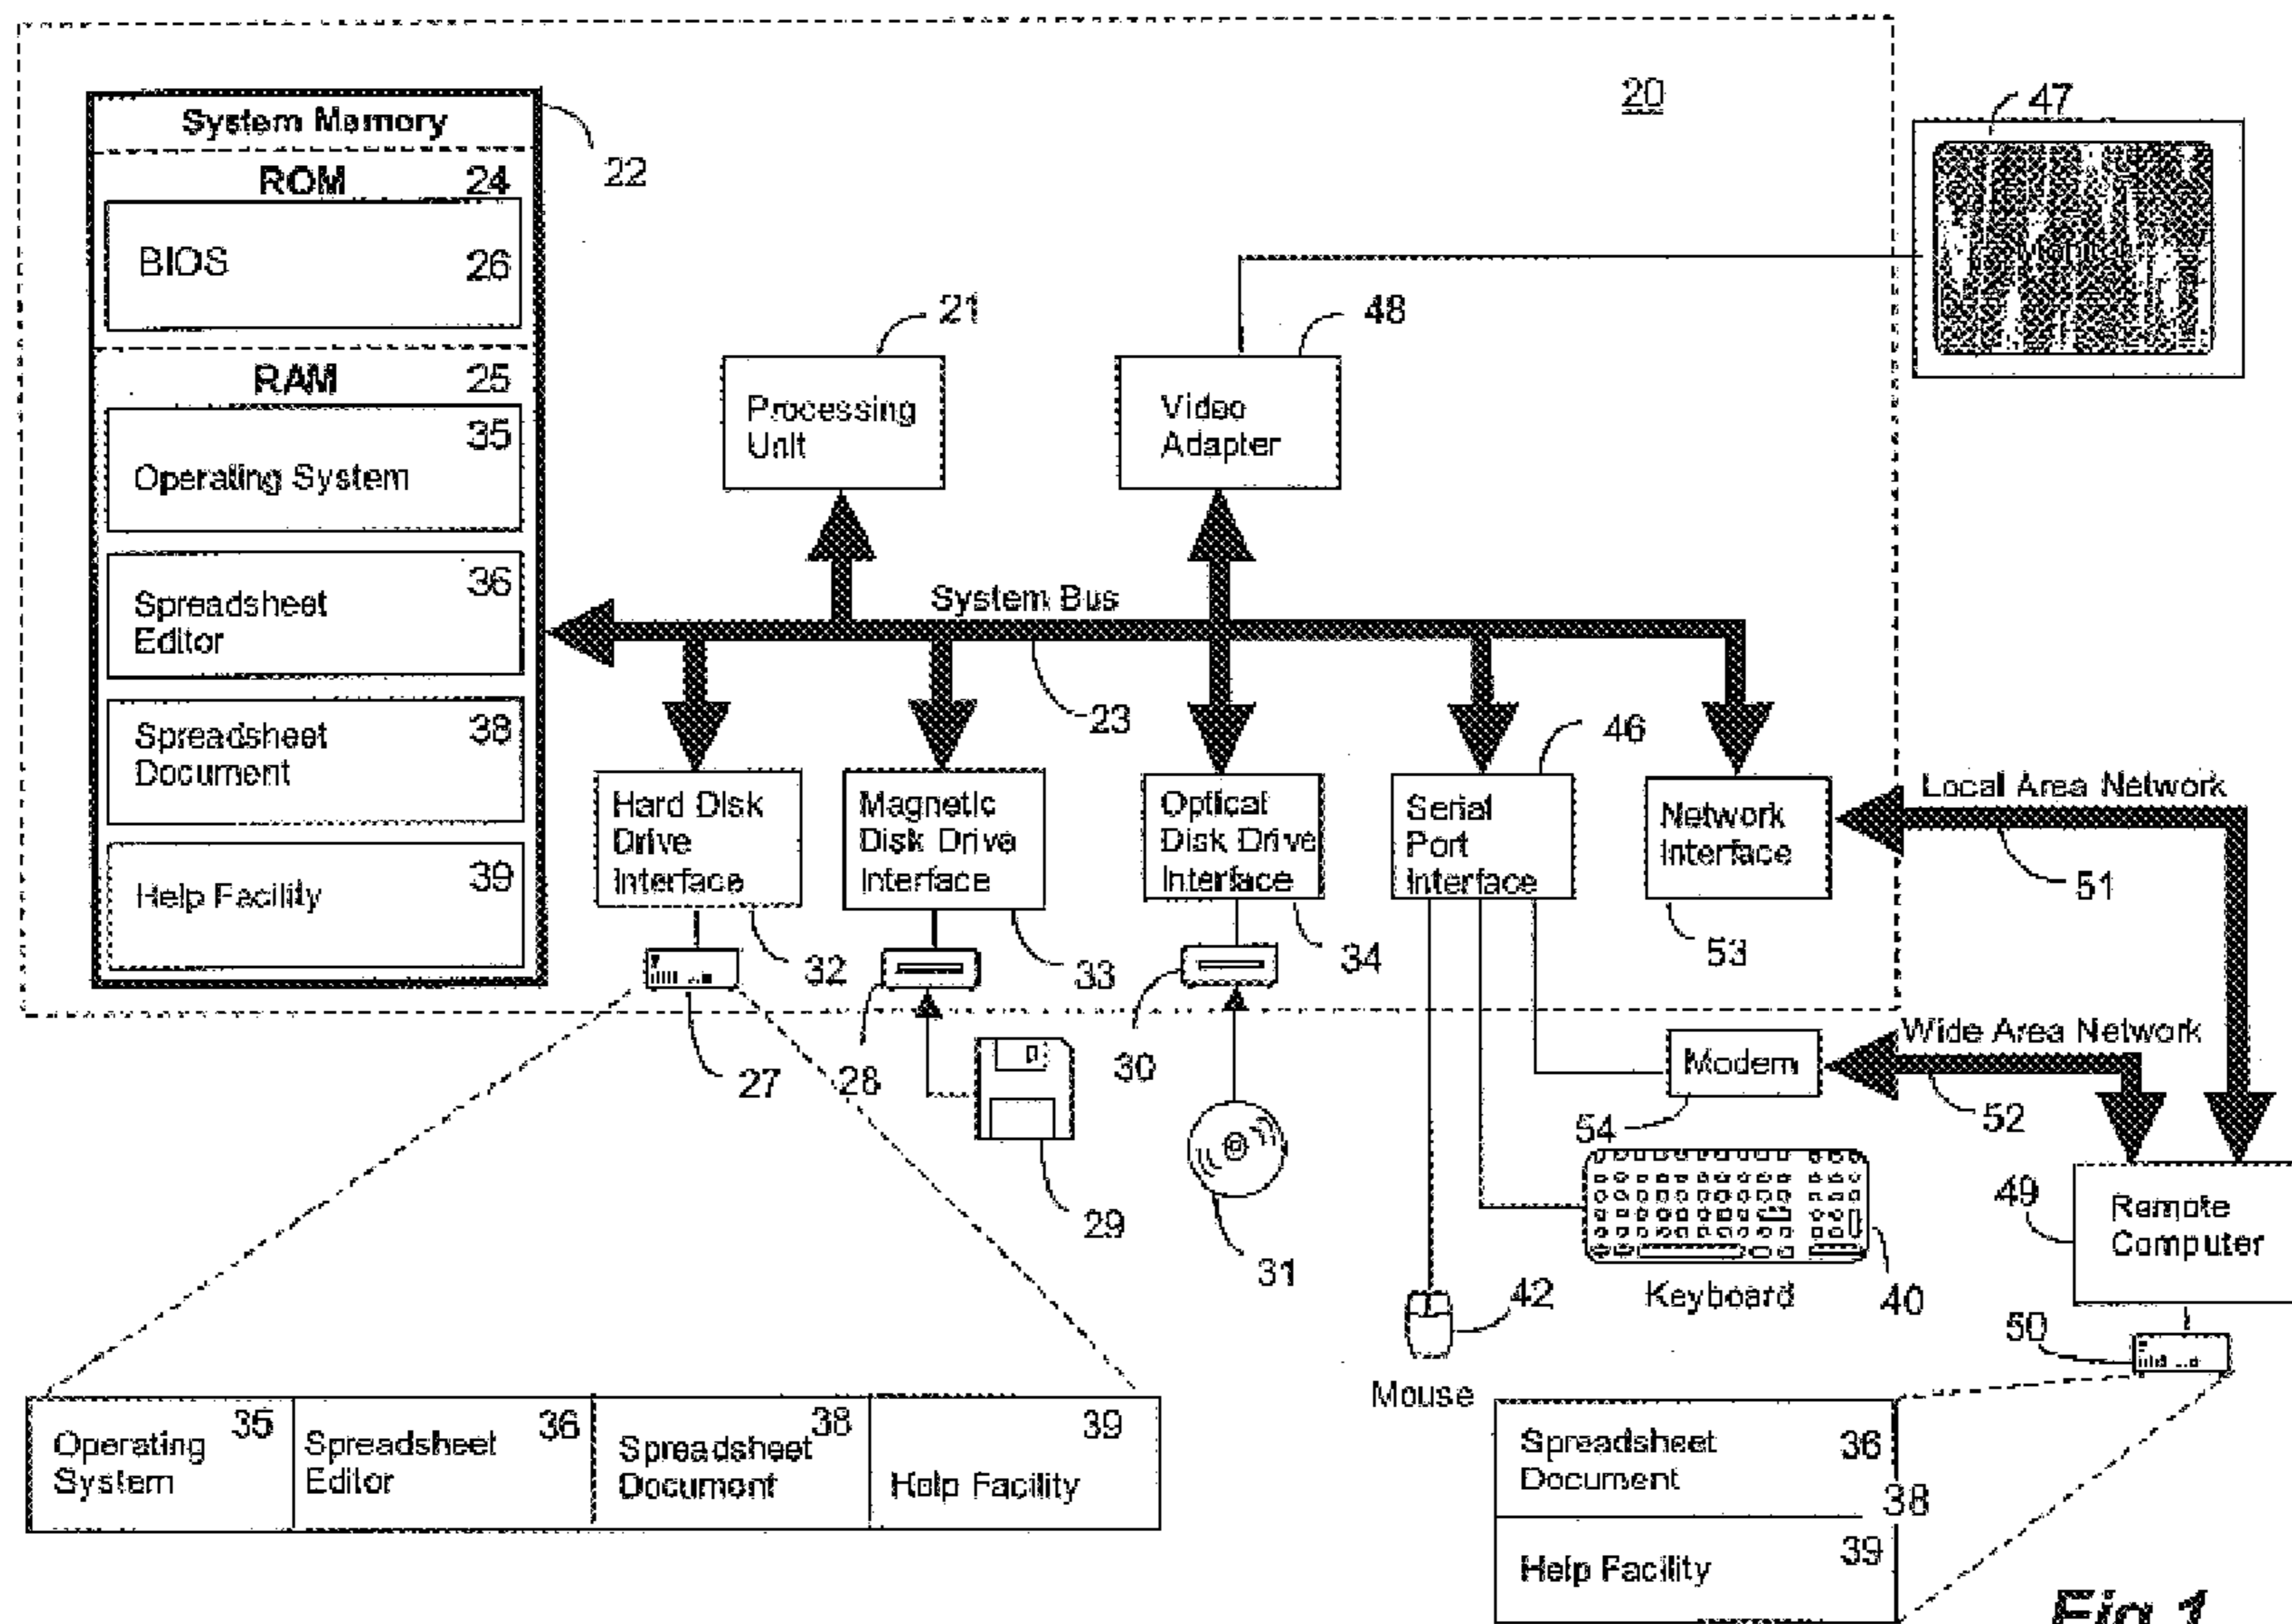 20
47
System Memory
22
ROM 24
BIOS 26
RAM 25
35
Operating System
36
Spreadsheet
Editor
38
Spreadsheet
Document
39
Help Facility
21
Processing
Unit
48
Video
Adapter
System Bus
23
46
Hard Disk
Drive
Interface
32
Magnetic
Disk Drive
Interface
33
Optical
Disk Drive
Interface
34
Serial
Port
Interface
Network
Interface
53
Local Area Network
51
27
28
29
30
31
Modem
54
Wide Area Network
52
Keyboard
40
42
Mouse
49
Remote
Computer
50
Operating
System
35
Spreadsheet
Editor
36
Spreadsheet
Document
38
Help Facility
39
Spreadsheet
Document
36
38
Help Facility
39
Fig 1